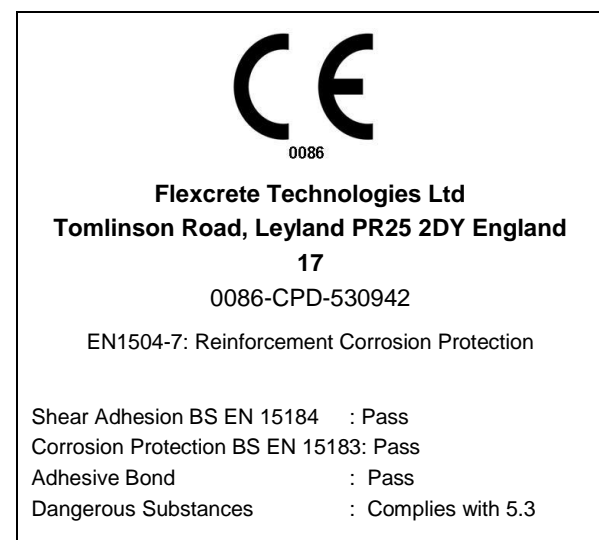 CE
0086
Flexcrete Technologies Ltd
Tomlinson Road, Leyland PR25 2DY England
17
0086-CPD-530942
EN1504-7: Reinforcement Corrosion Protection
Shear Adhesion BS EN 15184 : Pass
Corrosion Protection BS EN 15183: Pass
Adhesive Bond : Pass
Dangerous Substances : Complies with 5.3